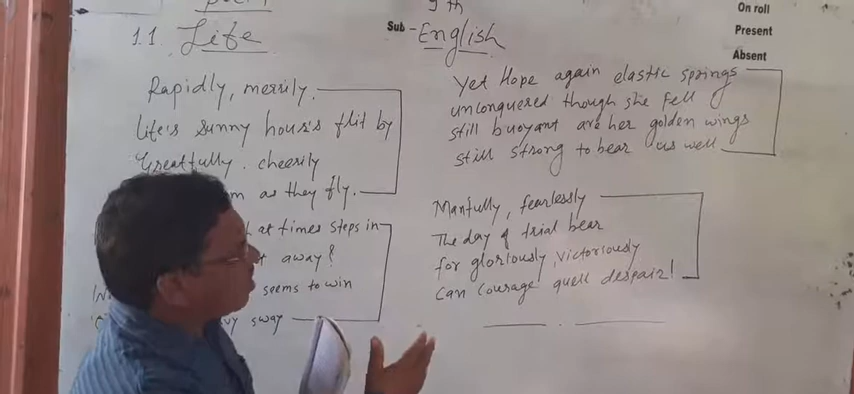 9th
1.1 Life
Sub - English
On roll
Present
Absent
Rapidly, merrily.
life's sunny hours flit by
Greatfully. cheerily
as they fly.
at times steps in
away?
seems to win
sway
Yet Hope again elastic springs
unconquered though she fell
still buoyant are her golden wings
still strong to bear us well
Manfully, fearlessly
The day of trial bear
for gloriously, victoriously
can courage quell despair!